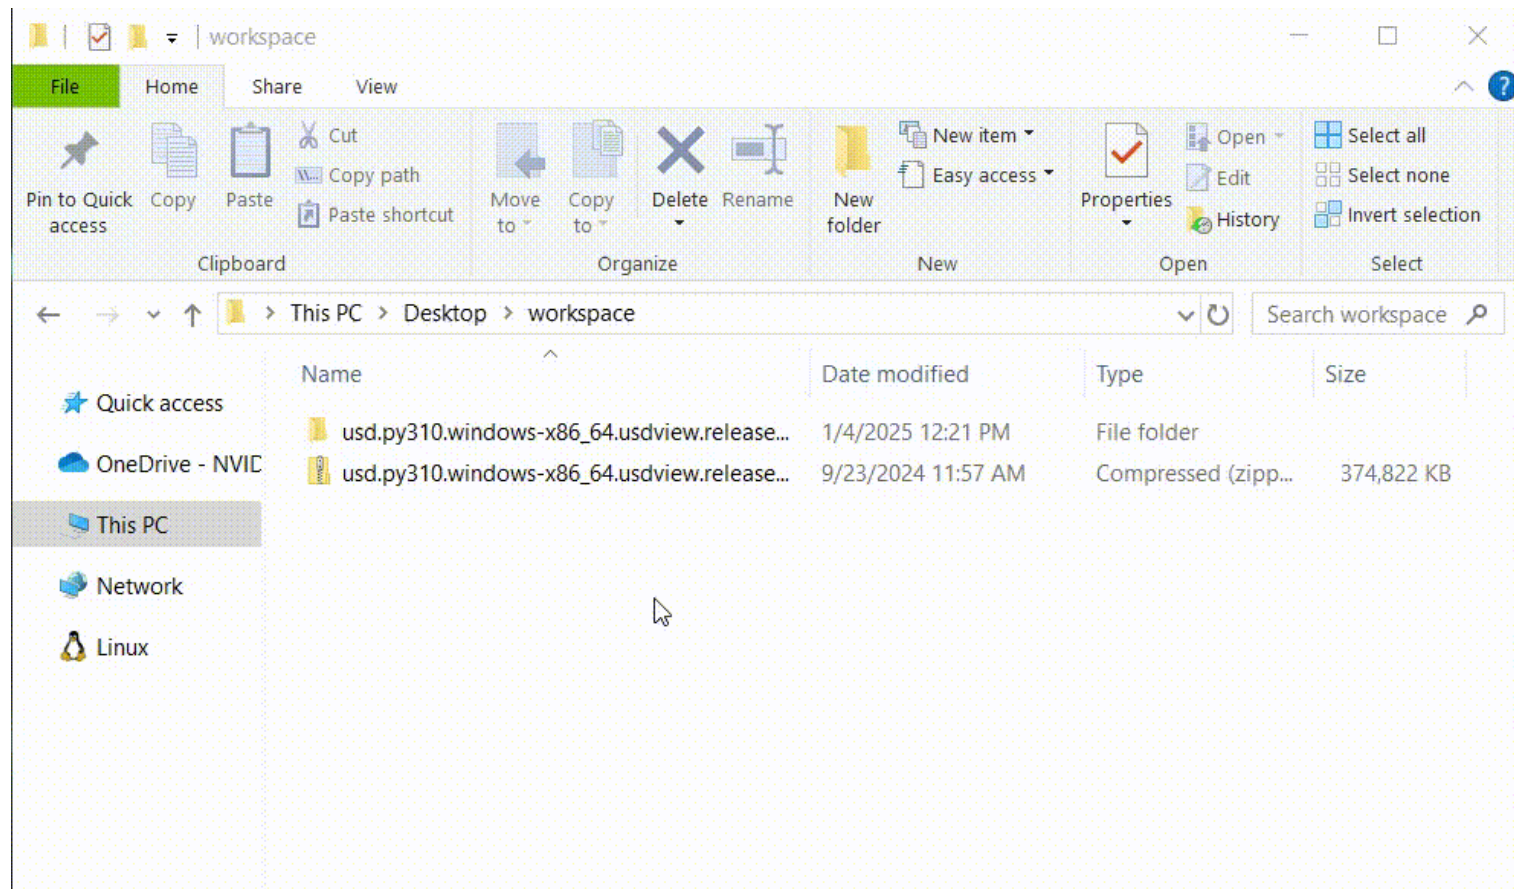 workspace
File Home Share View
?
Pin to Quick access
Copy
Paste
Cut
Copy path
Paste shortcut
Clipboard
Move to
Copy to
Delete
Rename
Organize
New folder
New item
Easy access
New
Properties
Open
Edit
History
Open
Select all
Select none
Invert selection
Select
This PC > Desktop > workspace
Search workspace
Quick access
OneDrive - NVID
This PC
Network
Linux
Name Date modified Type Size
usd.py310.windows-x86_64.usdview.release... 1/4/2025 12:21 PM File folder
usd.py310.windows-x86_64.usdview.release... 9/23/2024 11:57 AM Compressed (zipp... 374,822 KB